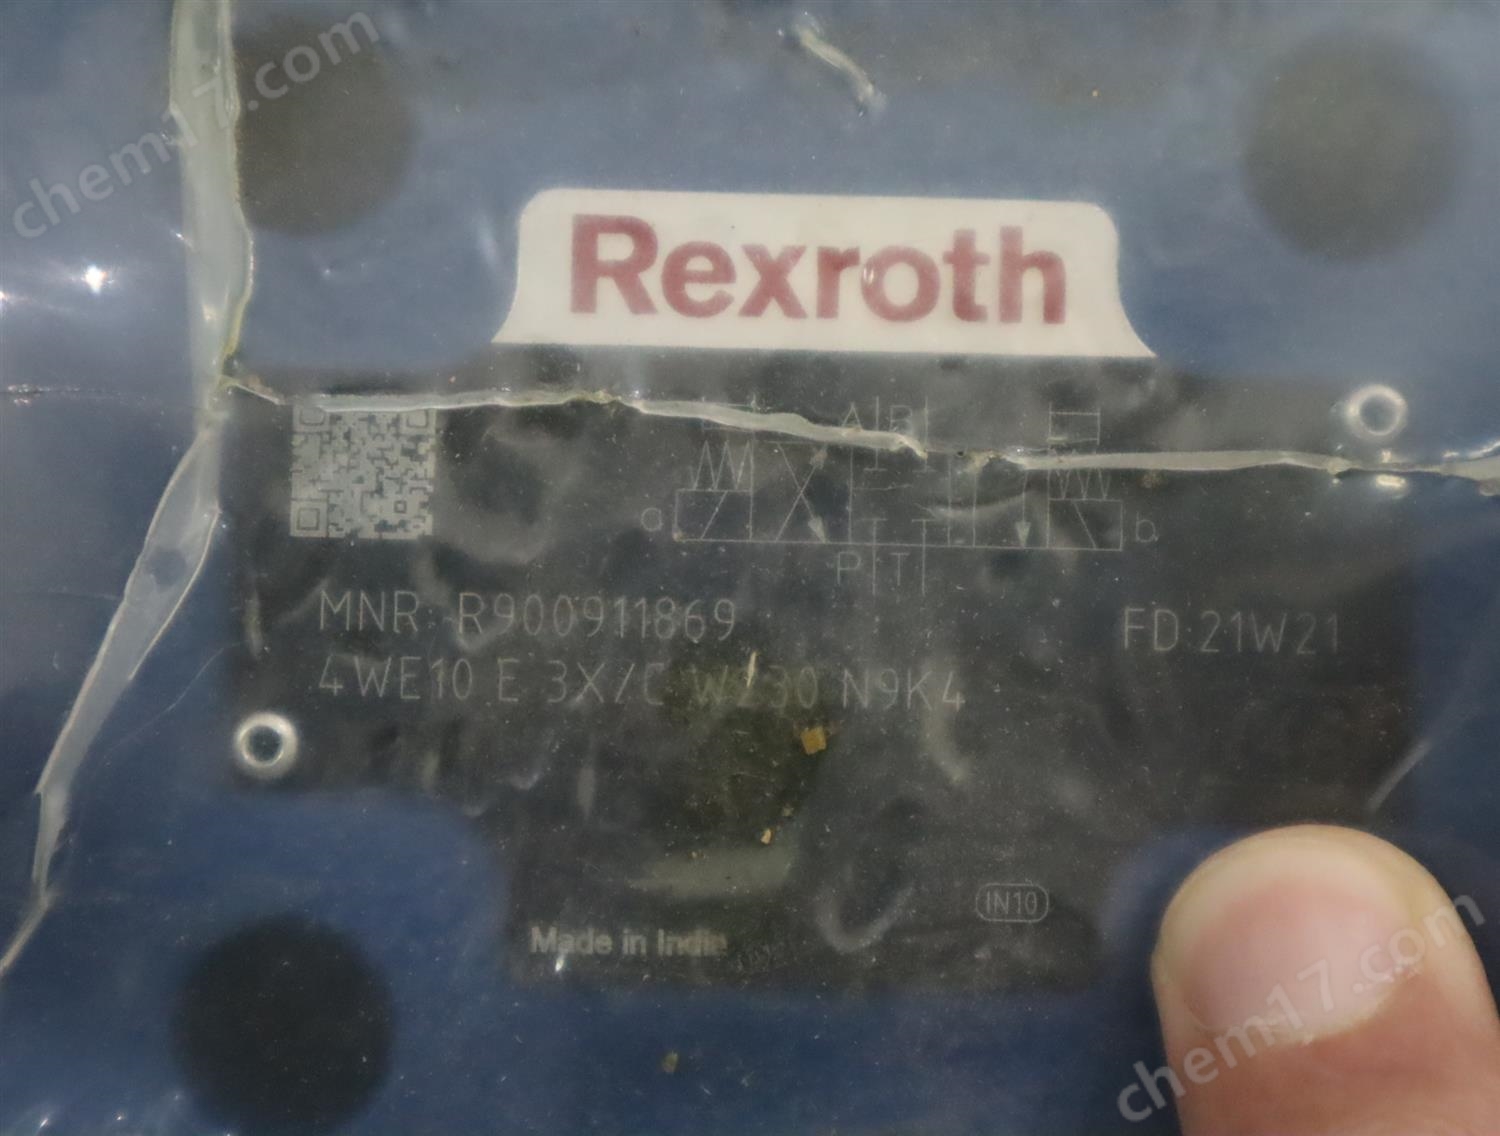 chem17.com
Rexroth
A B
a
b
P T
MNR: R900911869
FD: 21W21
4WE10 E 3X/C W230 N9K4
IN10
Made in India
chem17.com